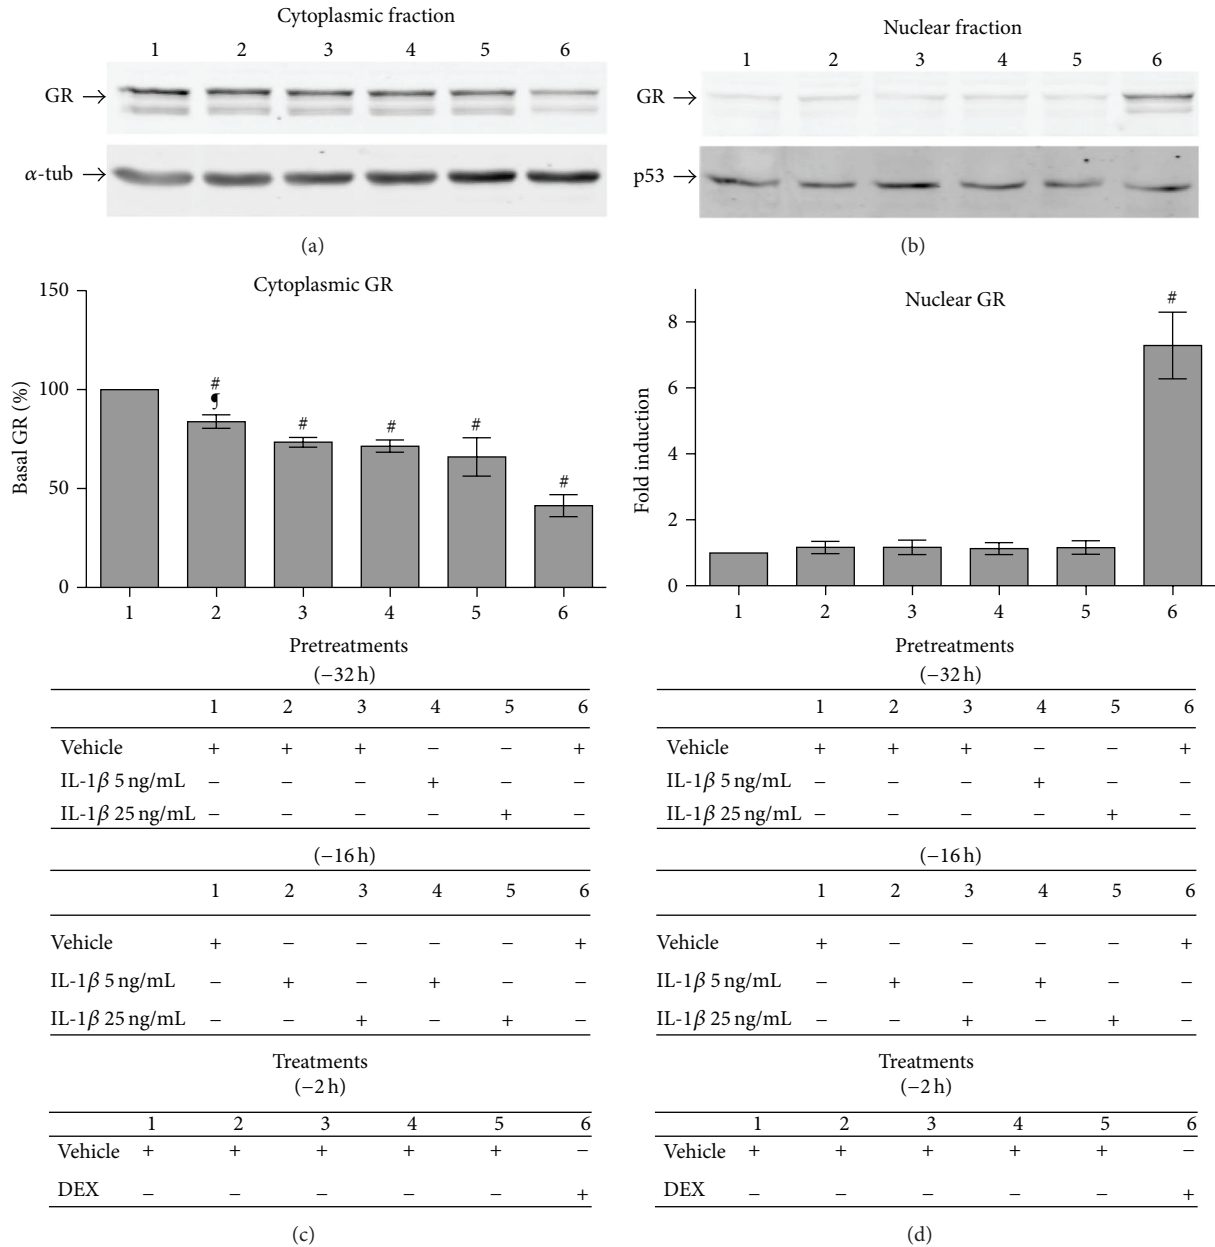 Cytoplasmic fraction
1 2 3 4 5 6
GR →
α-tub →
(a)
Nuclear fraction
1 2 3 4 5 6
GR →
p53 →
(b)
Cytoplasmic GR
Basal GR (%)
150
100
50
0
#
¶
#
#
#
#
1 2 3 4 5 6
Pretreatments
(−32 h)
1 2 3 4 5 6
Vehicle + + + − − +
IL-1β 5 ng/mL − − − + − −
IL-1β 25 ng/mL − − − − + −
(−16 h)
1 2 3 4 5 6
Vehicle + − − − − +
IL-1β 5 ng/mL − + − + − −
IL-1β 25 ng/mL − − + − + −
Treatments
(−2 h)
1 2 3 4 5 6
Vehicle + + + + + −
DEX − − − − − +
(c)
Nuclear GR
Fold induction
8
6
4
2
0
#
1 2 3 4 5 6
Pretreatments
(−32 h)
1 2 3 4 5 6
Vehicle + + + − − +
IL-1β 5 ng/mL − − − + − −
IL-1β 25 ng/mL − − − − + −
(−16 h)
1 2 3 4 5 6
Vehicle + − − − − +
IL-1β 5 ng/mL − + − + − −
IL-1β 25 ng/mL − − + − + −
Treatments
(−2 h)
1 2 3 4 5 6
Vehicle + + + + + −
DEX − − − − − +
(d)